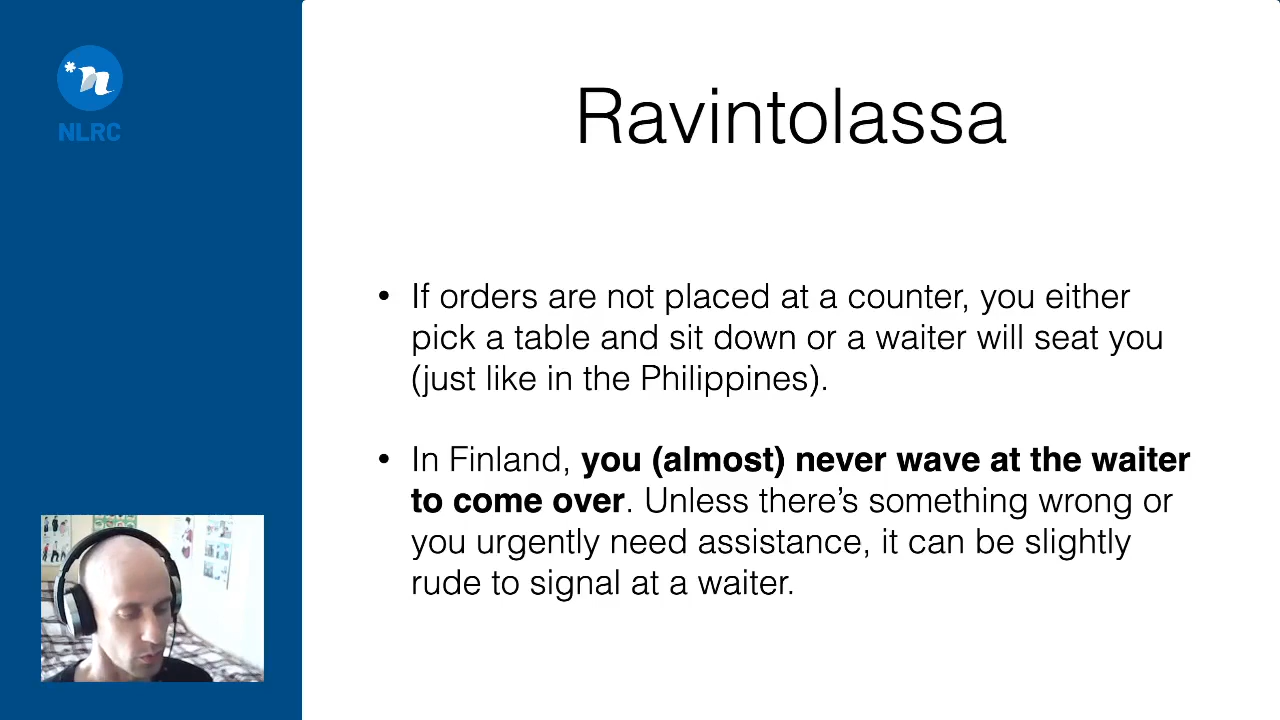 NLRC
Ravintolassa
• If orders are not placed at a counter, you either
pick a table and sit down or a waiter will seat you
(just like in the Philippines).
• In Finland, you (almost) never wave at the waiter
to come over. Unless there’s something wrong or
you urgently need assistance, it can be slightly
rude to signal at a waiter.